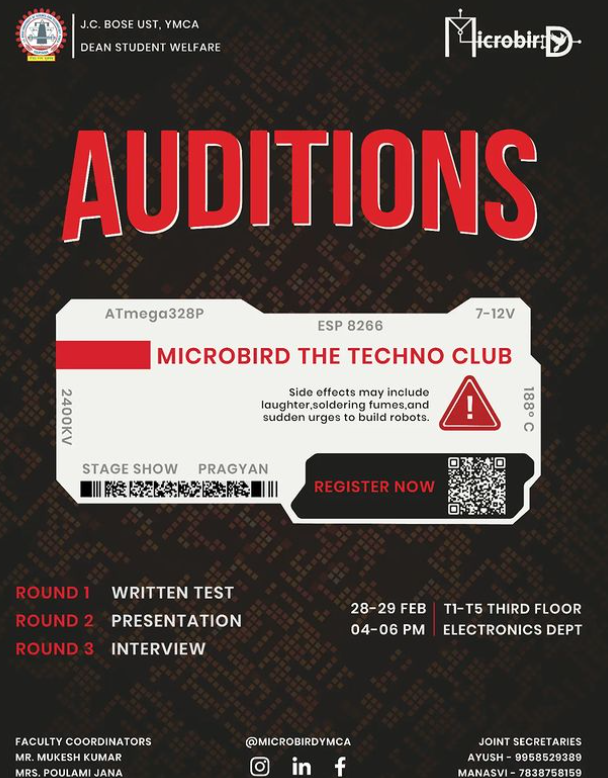 J.C. BOSE UST, YMCA
DEAN STUDENT WELFARE
MicrobirD
AUDITIONS
ATmega328P
ESP 8266
7-12V
MICROBIRD THE TECHNO CLUB
2400KV
Side effects may include
laughter,soldering fumes,and
sudden urges to build robots.
!
188° C
STAGE SHOW PRAGYAN
REGISTER NOW
ROUND 1 WRITTEN TEST
ROUND 2 PRESENTATION
ROUND 3 INTERVIEW
28-29 FEB
04-06 PM
T1-T5 THIRD FLOOR
ELECTRONICS DEPT
FACULTY COORDINATORS
MR. MUKESH KUMAR
MRS. POULAMI JANA
@MICROBIRDYMCA
JOINT SECRETARIES
AYUSH - 9958529389
MANASVI - 7838758159